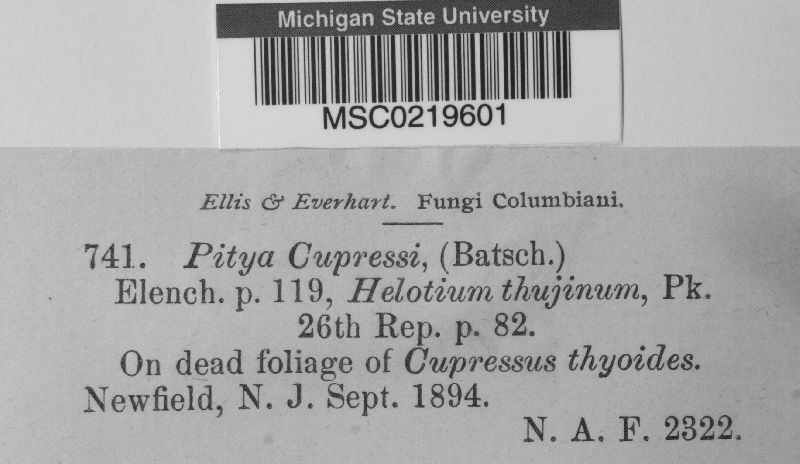 Michigan State University
MSC0219601
Ellis & Everhart. Fungi Columbiani.
741. Pitya Cupressi, (Batsch.)
Elench. p. 119, Helotium thujinum, Pk.
26th Rep. p. 82.
On dead foliage of Cupressus thyoides.
Newfield, N. J. Sept. 1894.
N. A. F. 2322.